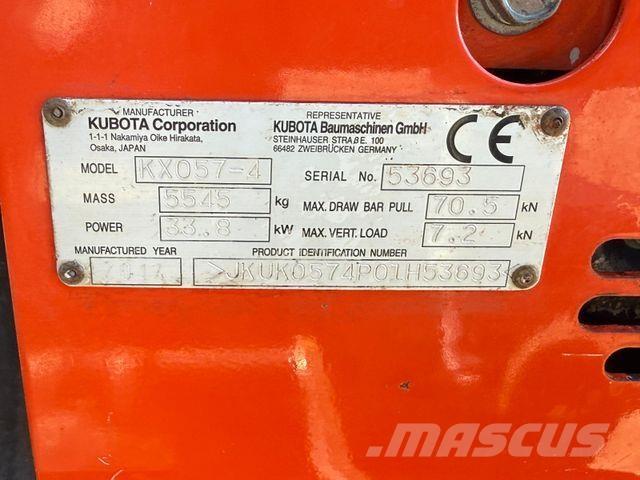 MANUFACTURER
KUBOTA Corporation
1-1-1 Nakamiya Oike Hirakata,
Osaka, JAPAN
REPRESENTATIVE
KUBOTA Baumaschinen GmbH
STEINHAUSER STRAßE. 100
66482 ZWEIBRÜCKEN GERMANY
CE
MODEL KX057-4
SERIAL No. 53693
MASS 5545 kg
MAX. DRAW BAR PULL 70.5 kN
POWER 33.8 kW
MAX. VERT. LOAD 7.2 kN
MANUFACTURED YEAR
PRODUCT IDENTIFICATION NUMBER
>JKUK0574P01H53693
MASCUS